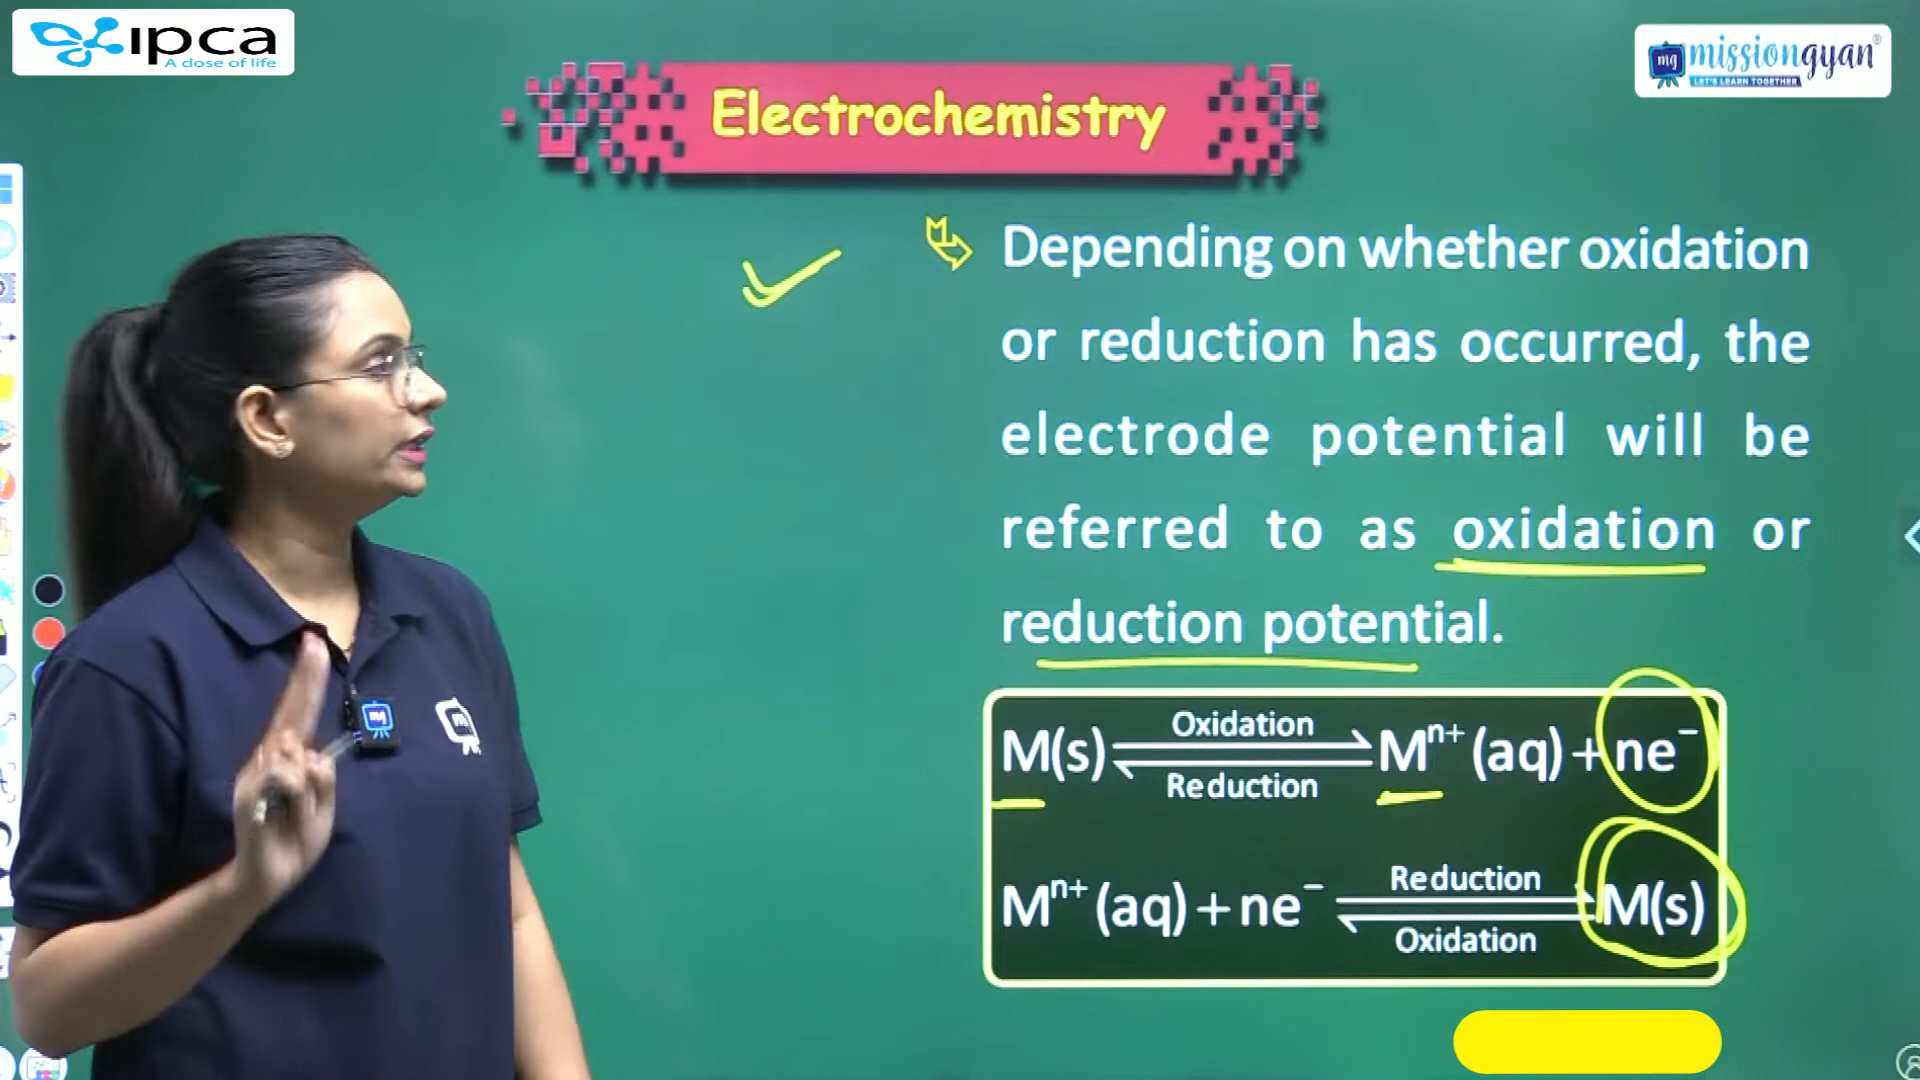 ipca
A dose of life
missiongyan®
LET'S LEARN TOGETHER
mg
Electrochemistry
Depending on whether oxidation
or reduction has occurred, the
electrode potential will be
referred to as oxidation or
reduction potential.
Oxidation
M(s) ⇌ Mⁿ⁺ (aq) + ne⁻
Reduction
Reduction
Mⁿ⁺ (aq) + ne⁻ ⇌ M(s)
Oxidation
mg